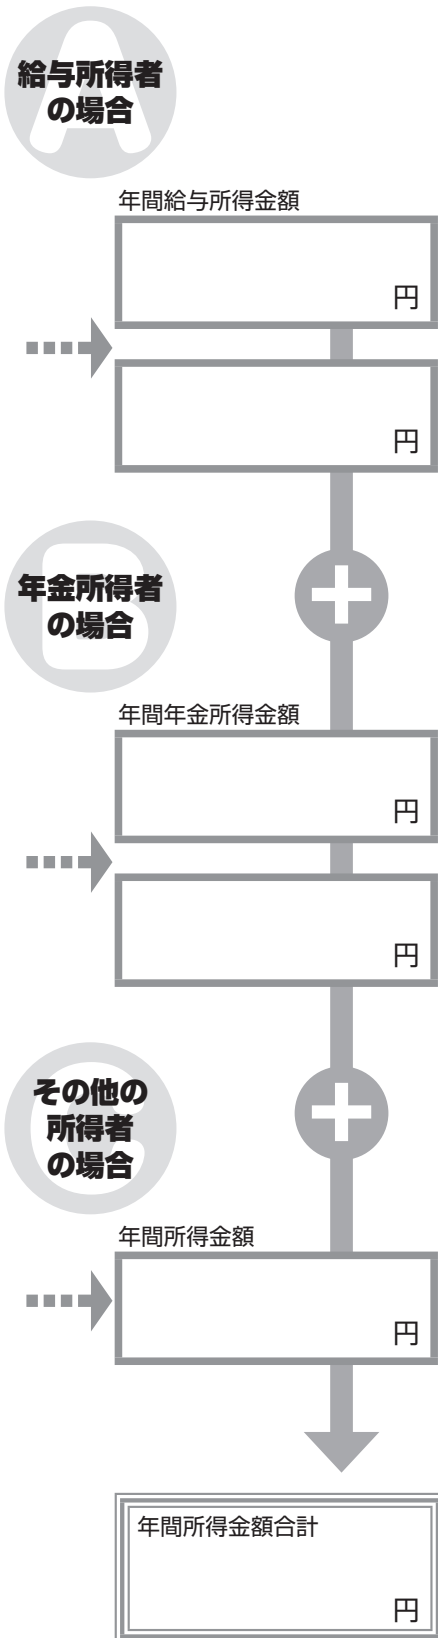 A
給与所得者
の場合
年間給与所得金額
円
円
B
年金所得者
の場合
年間年金所得金額
円
円
C
その他の
所得者
の場合
年間所得金額
円
年間所得金額合計
円